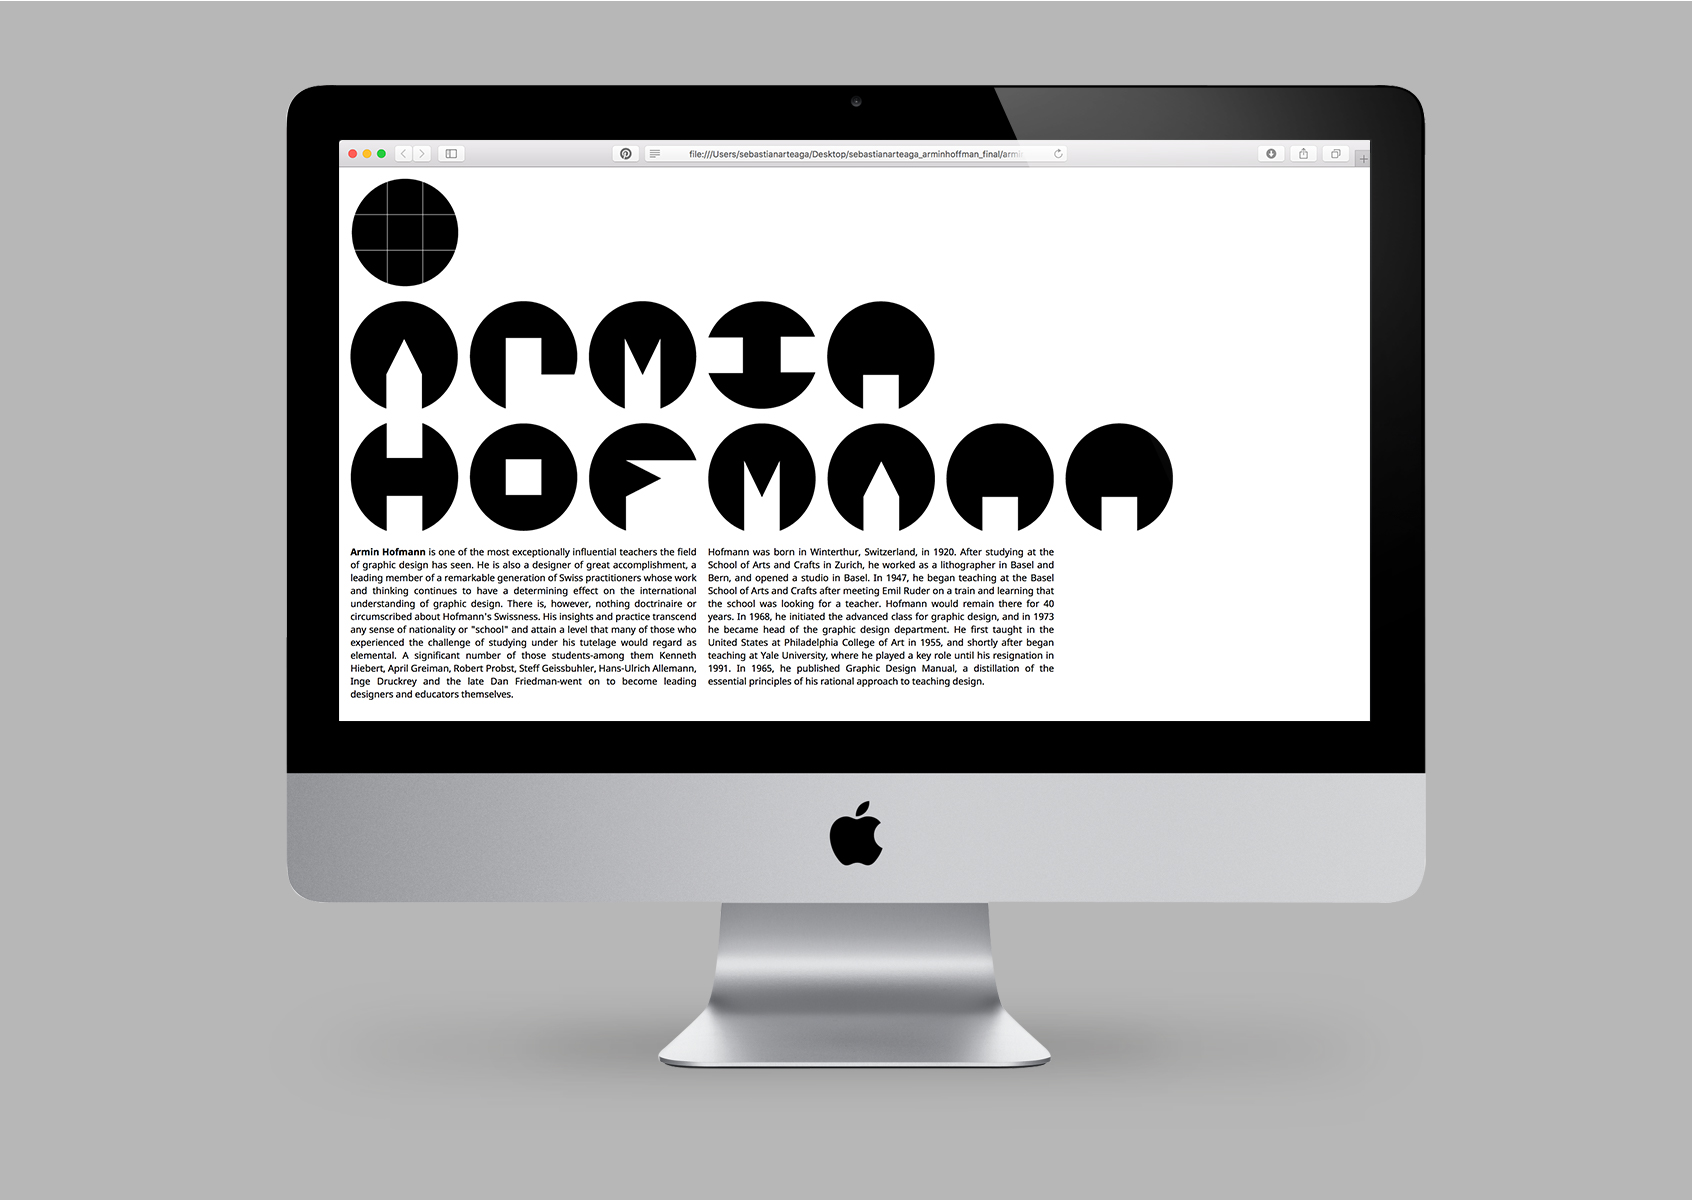 file:///Users/sebastianarteaga/Desktop/sebastianarteaga_arminhoffman_final/armi
ArMIn
HOFMAnn
Armin Hofmann is one of the most exceptionally influential teachers the field
of graphic design has seen. He is also a designer of great accomplishment, a
leading member of a remarkable generation of Swiss practitioners whose work
and thinking continues to have a determining effect on the international
understanding of graphic design. There is, however, nothing doctrinaire or
circumscribed about Hofmann's Swissness. His insights and practice transcend
any sense of nationality or "school" and attain a level that many of those who
experienced the challenge of studying under his tutelage would regard as
elemental. A significant number of those students-among them Kenneth
Hiebert, April Greiman, Robert Probst, Steff Geissbuhler, Hans-Ulrich Allemann,
Inge Druckrey and the late Dan Friedman-went on to become leading
designers and educators themselves.
Hofmann was born in Winterthur, Switzerland, in 1920. After studying at the
School of Arts and Crafts in Zurich, he worked as a lithographer in Basel and
Bern, and opened a studio in Basel. In 1947, he began teaching at the Basel
School of Arts and Crafts after meeting Emil Ruder on a train and learning that
the school was looking for a teacher. Hofmann would remain there for 40
years. In 1968, he initiated the advanced class for graphic design, and in 1973
he became head of the graphic design department. He first taught in the
United States at Philadelphia College of Art in 1955, and shortly after began
teaching at Yale University, where he played a key role until his resignation in
1991. In 1965, he published Graphic Design Manual, a distillation of the
essential principles of his rational approach to teaching design.